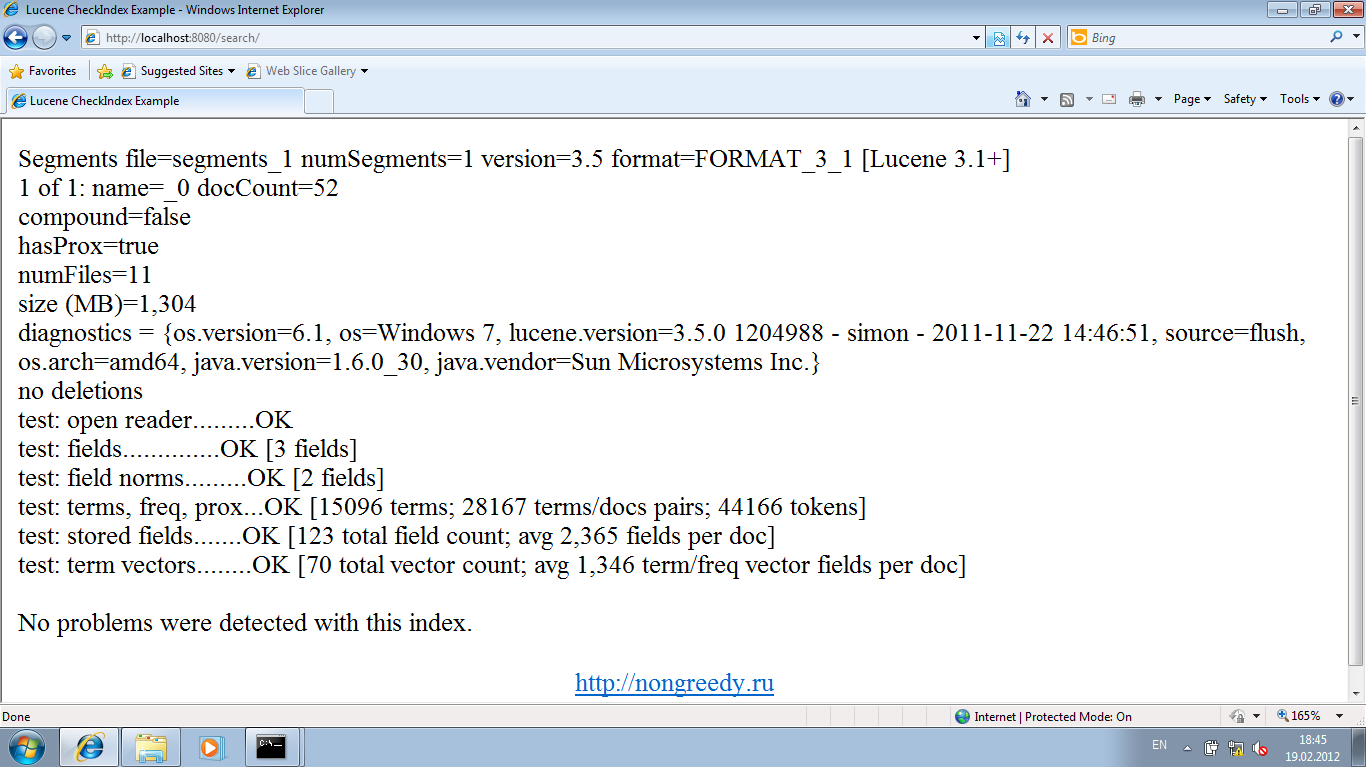 Lucene CheckIndex Example - Windows Internet Explorer
http://localhost:8080/search/
Bing
Favorites Suggested Sites Web Slice Gallery
Lucene CheckIndex Example
Page Safety Tools
Segments file=segments_1 numSegments=1 version=3.5 format=FORMAT_3_1 [Lucene 3.1+]
1 of 1: name=_0 docCount=52
compound=false
hasProx=true
numFiles=11
size (MB)=1,304
diagnostics = {os.version=6.1, os=Windows 7, lucene.version=3.5.0 1204988 - simon - 2011-11-22 14:46:51, source=flush,
os.arch=amd64, java.version=1.6.0_30, java.vendor=Sun Microsystems Inc.}
no deletions
test: open reader.........OK
test: fields..............OK [3 fields]
test: field norms.........OK [2 fields]
test: terms, freq, prox...OK [15096 terms; 28167 terms/docs pairs; 44166 tokens]
test: stored fields.......OK [123 total field count; avg 2,365 fields per doc]
test: term vectors........OK [70 total vector count; avg 1,346 term/freq vector fields per doc]
No problems were detected with this index.
http://nongreedy.ru
Done
Internet | Protected Mode: On
165%
C:\_
EN
18:45
19.02.2012